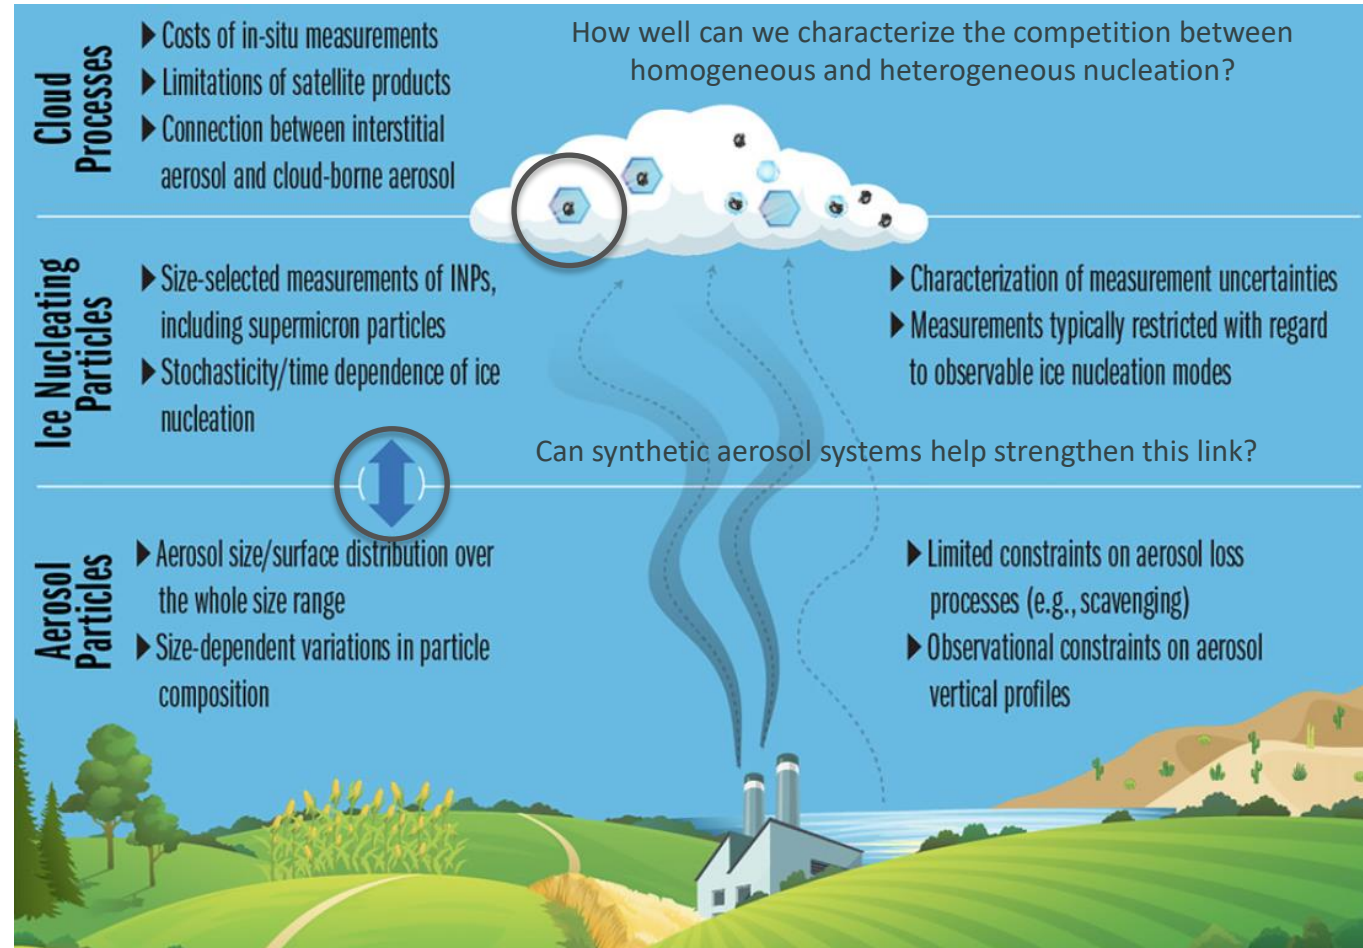 Cloud
Processes
▶ Costs of in-situ measurements
▶ Limitations of satellite products
▶ Connection between interstitial
aerosol and cloud-borne aerosol
How well can we characterize the competition between
homogeneous and heterogeneous nucleation?
Ice Nucleating
Particles
▶ Size-selected measurements of INPs,
including supermicron particles
▶ Stochasticity/time dependence of ice
nucleation
▶ Characterization of measurement uncertainties
▶ Measurements typically restricted with regard
to observable ice nucleation modes
Can synthetic aerosol systems help strengthen this link?
Aerosol
Particles
▶ Aerosol size/surface distribution over
the whole size range
▶ Size-dependent variations in particle
composition
▶ Limited constraints on aerosol loss
processes (e.g., scavenging)
▶ Observational constraints on aerosol
vertical profiles